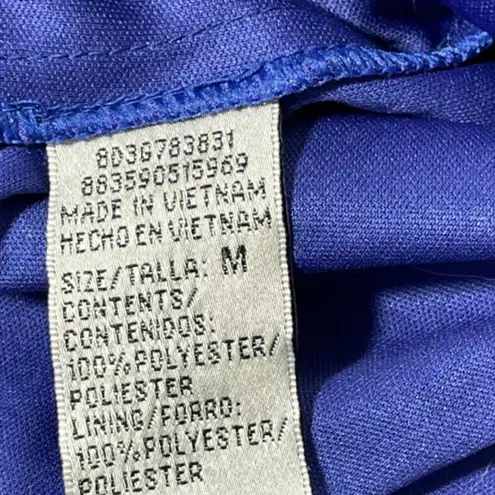 8D3G783831
883590515969
MADE IN VIETNAM
HECHO EN VIETNAM
SIZE/TALLA: M
CONTENTS/
CONTENIDOS:
100%POLYESTER/
POLIESTER
LINING/FORRO:
100%POLYESTER/
POLIESTER